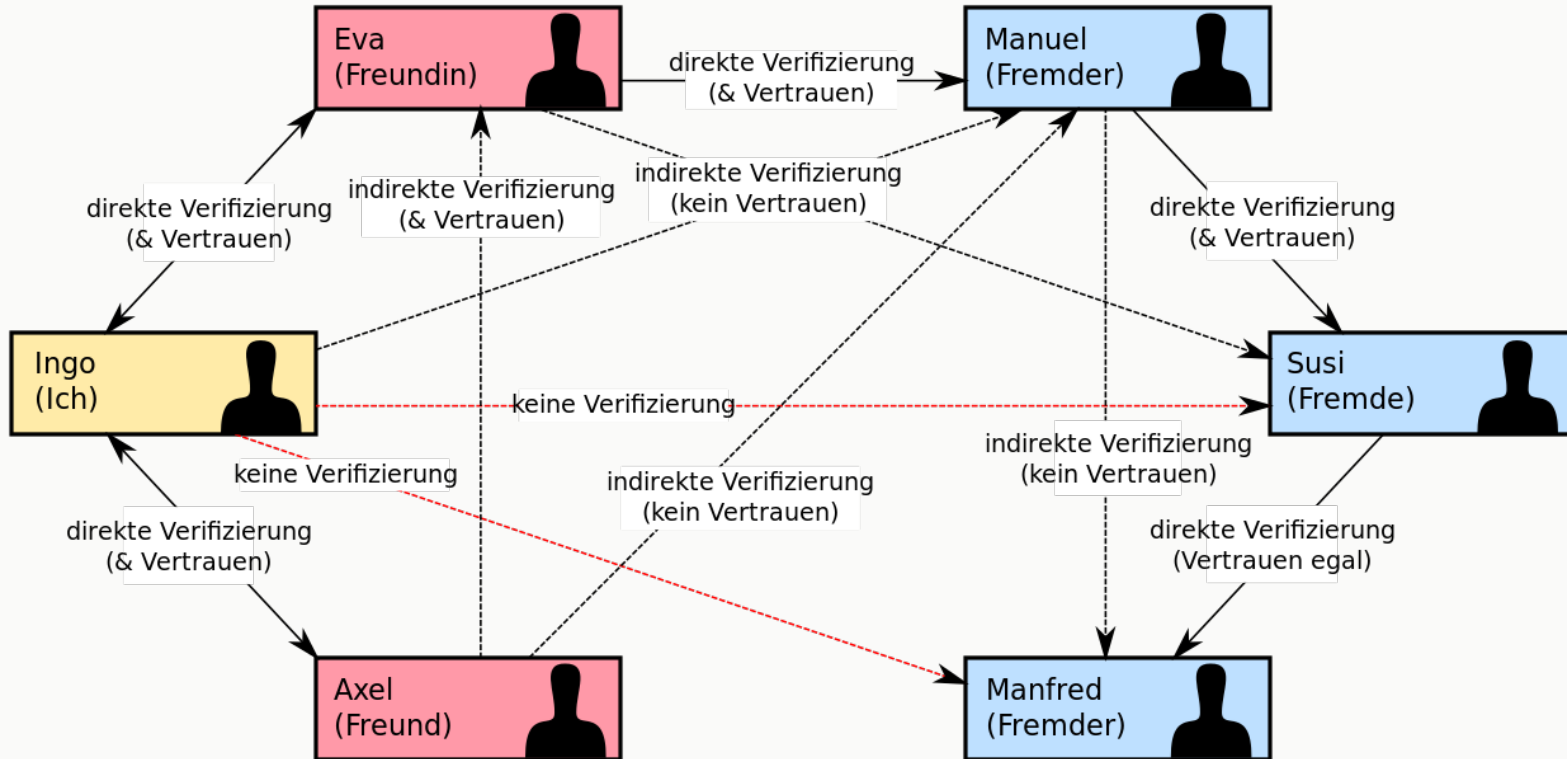 Eva
(Freundin)
direkte Verifizierung
(& Vertrauen)
Manuel
(Fremder)
direkte Verifizierung
(& Vertrauen)
indirekte Verifizierung
(& Vertrauen)
indirekte Verifizierung
(kein Vertrauen)
direkte Verifizierung
(& Vertrauen)
Ingo
(Ich)
keine Verifizierung
Susi
(Fremde)
keine Verifizierung
indirekte Verifizierung
(kein Vertrauen)
indirekte Verifizierung
(kein Vertrauen)
direkte Verifizierung
(& Vertrauen)
direkte Verifizierung
(Vertrauen egal)
Axel
(Freund)
Manfred
(Fremder)